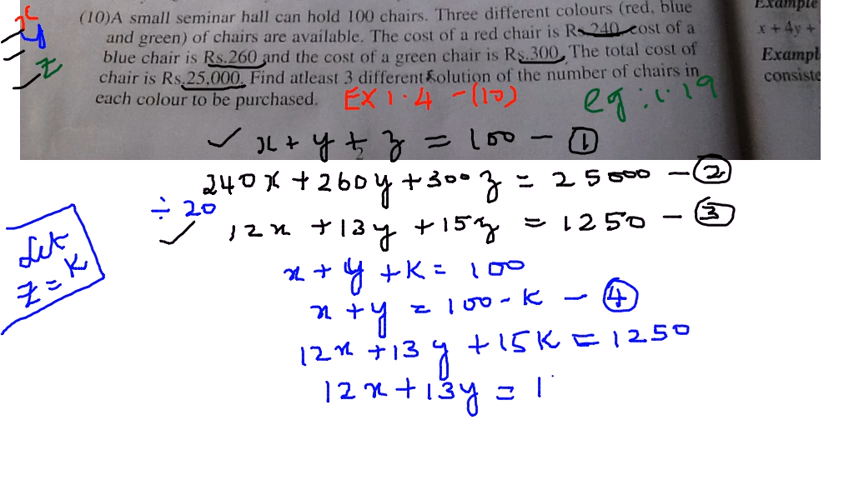 (10)A small seminar hall can hold 100 chairs. Three different colours (red, blue
and green) of chairs are available. The cost of a red chair is Rs.240, cost of a
blue chair is Rs.260 and the cost of a green chair is Rs.300. The total cost of
chair is Rs.25,000. Find atleast 3 different solution of the number of chairs in
each colour to be purchased.
Example
x + 4y +
Exampl
consiste
x
y
z
EX 1.4 - (10)
eg : 1.19
x + y + z = 100 - ①
240x + 260y + 300z = 25000 - ②
÷ 20
12x + 13y + 15z = 1250 - ③
Let
z = K
x + y + K = 100
x + y = 100 - K - ④
12x + 13y + 15K = 1250
12x + 13y = 1